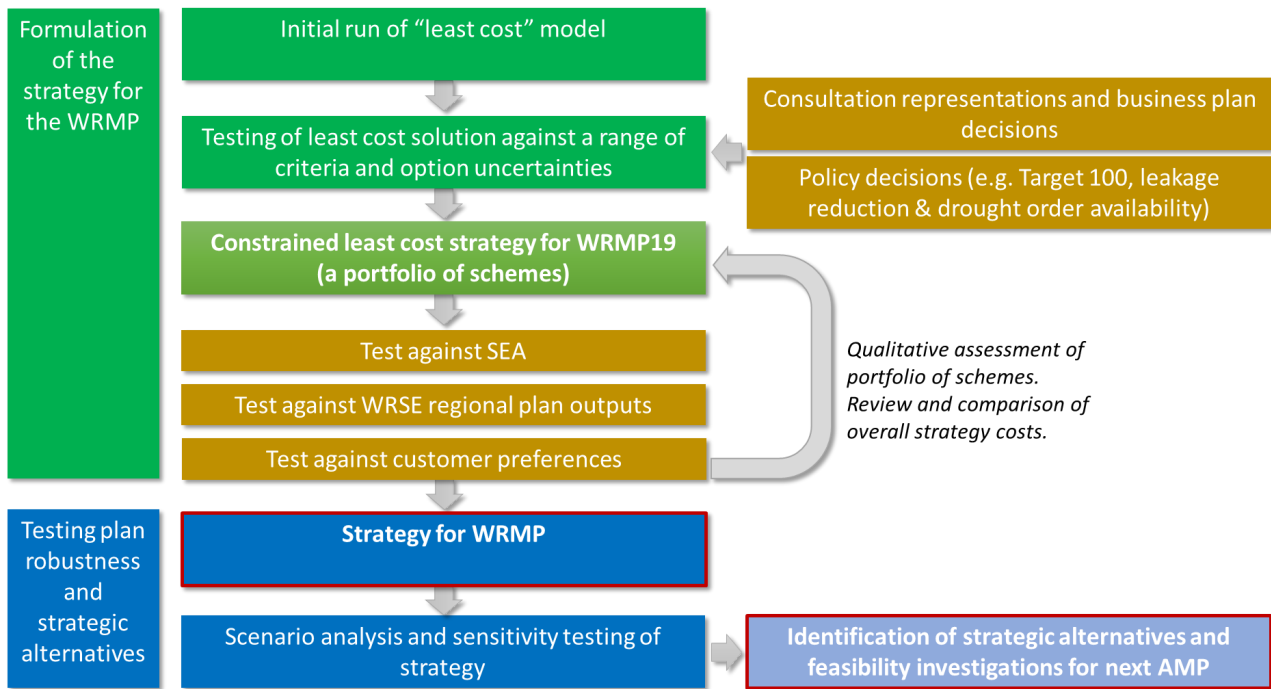 Formulation
of the
strategy for
the WRMP
Initial run of “least cost” model
Testing of least cost solution against a range of
criteria and option uncertainties
Consultation representations and business plan
decisions
Policy decisions (e.g. Target 100, leakage
reduction & drought order availability)
Constrained least cost strategy for WRMP19
(a portfolio of schemes)
Test against SEA
Test against WRSE regional plan outputs
Test against customer preferences
Qualitative assessment of
portfolio of schemes.
Review and comparison of
overall strategy costs.
Testing plan
robustness
and
strategic
alternatives
Strategy for WRMP
Scenario analysis and sensitivity testing of
strategy
Identification of strategic alternatives and
feasibility investigations for next AMP